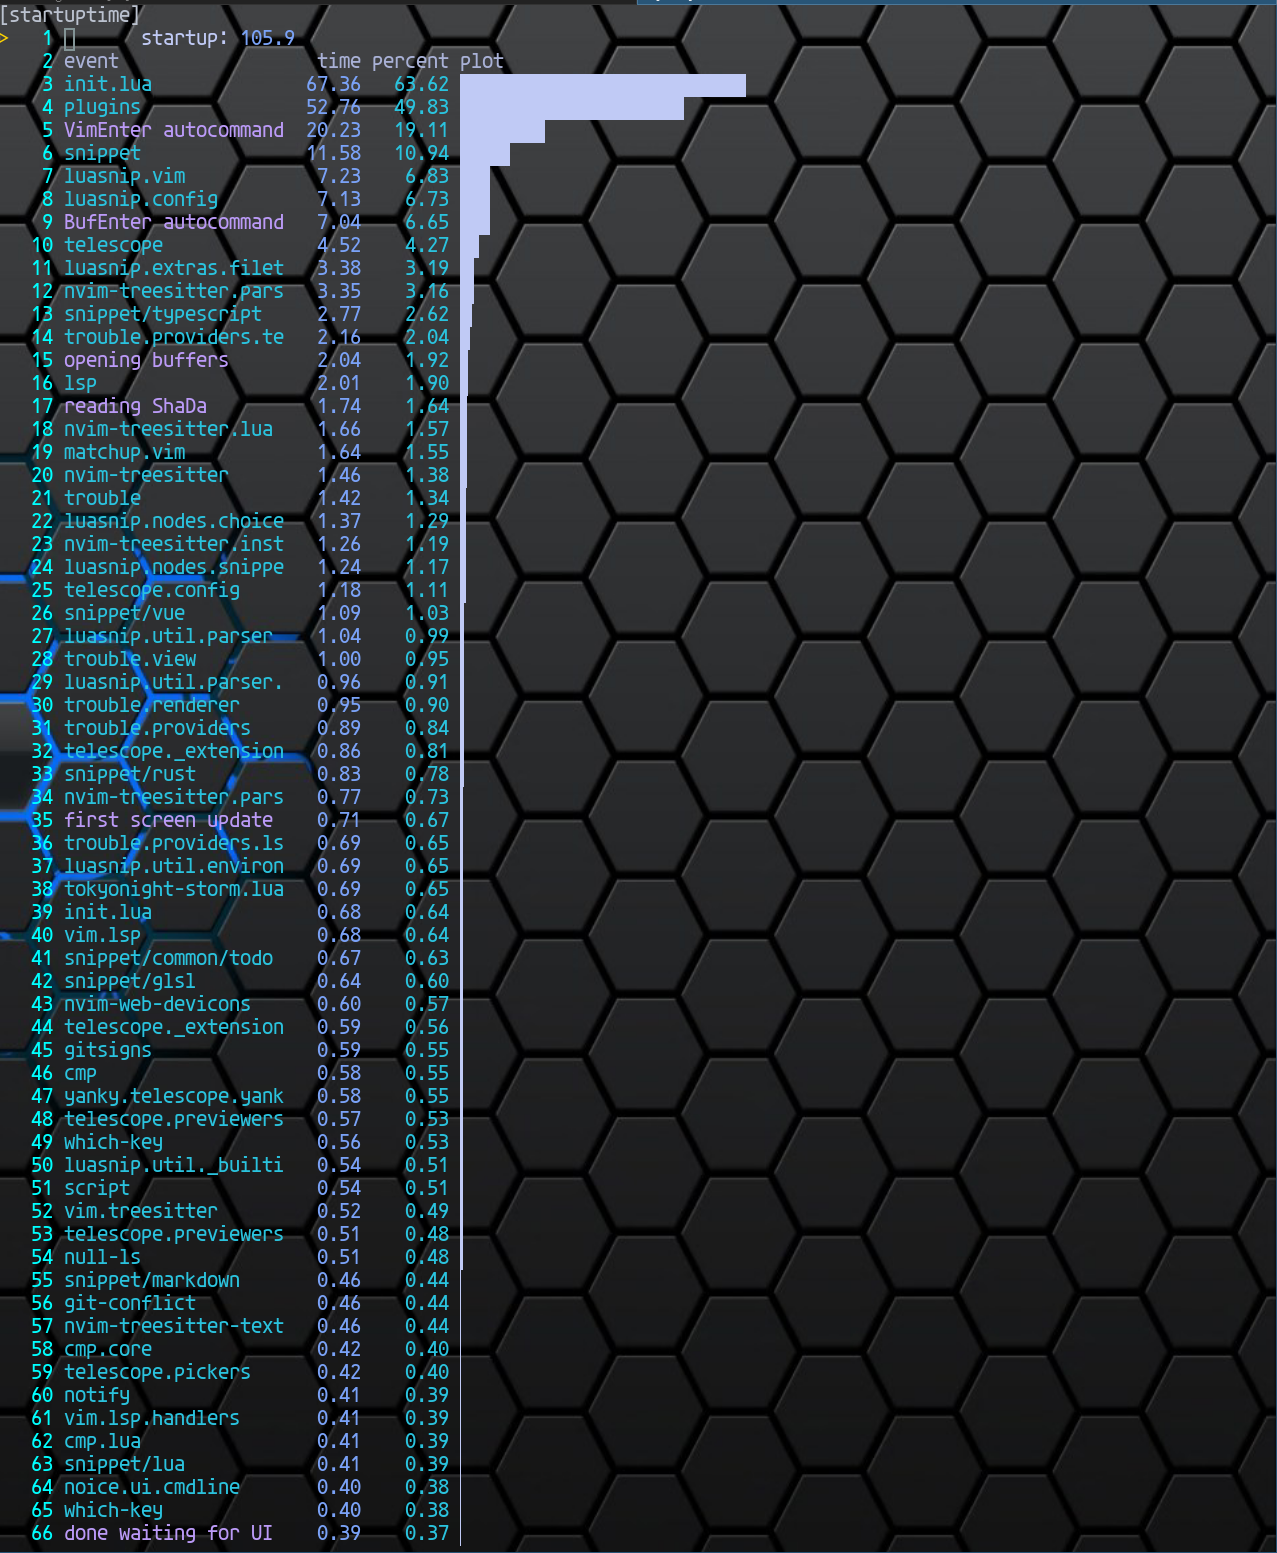 [startuptime]
> 1 startup: 105.9
2 event time percent plot
3 init.lua 67.36 63.62
4 plugins 52.76 49.83
5 VimEnter autocommand 20.23 19.11
6 snippet 11.58 10.94
7 luasnip.vim 7.23 6.83
8 luasnip.config 7.13 6.73
9 BufEnter autocommand 7.04 6.65
10 telescope 4.52 4.27
11 luasnip.extras.filet 3.38 3.19
12 nvim-treesitter.pars 3.35 3.16
13 snippet/typescript 2.77 2.62
14 trouble.providers.te 2.16 2.04
15 opening buffers 2.04 1.92
16 lsp 2.01 1.90
17 reading ShaDa 1.74 1.64
18 nvim-treesitter.lua 1.66 1.57
19 matchup.vim 1.64 1.55
20 nvim-treesitter 1.46 1.38
21 trouble 1.42 1.34
22 luasnip.nodes.choice 1.37 1.29
23 nvim-treesitter.inst 1.26 1.19
24 luasnip.nodes.snippe 1.24 1.17
25 telescope.config 1.18 1.11
26 snippet/vue 1.09 1.03
27 luasnip.util.parser 1.04 0.99
28 trouble.view 1.00 0.95
29 luasnip.util.parser. 0.96 0.91
30 trouble.renderer 0.95 0.90
31 trouble.providers 0.89 0.84
32 telescope._extension 0.86 0.81
33 snippet/rust 0.83 0.78
34 nvim-treesitter.pars 0.77 0.73
35 first screen update 0.71 0.67
36 trouble.providers.ls 0.69 0.65
37 luasnip.util.environ 0.69 0.65
38 tokyonight-storm.lua 0.69 0.65
39 init.lua 0.68 0.64
40 vim.lsp 0.68 0.64
41 snippet/common/todo 0.67 0.63
42 snippet/glsl 0.64 0.60
43 nvim-web-devicons 0.60 0.57
44 telescope._extension 0.59 0.56
45 gitsigns 0.59 0.55
46 cmp 0.58 0.55
47 yanky.telescope.yank 0.58 0.55
48 telescope.previewers 0.57 0.53
49 which-key 0.56 0.53
50 luasnip.util._builti 0.54 0.51
51 script 0.54 0.51
52 vim.treesitter 0.52 0.49
53 telescope.previewers 0.51 0.48
54 null-ls 0.51 0.48
55 snippet/markdown 0.46 0.44
56 git-conflict 0.46 0.44
57 nvim-treesitter-text 0.46 0.44
58 cmp.core 0.42 0.40
59 telescope.pickers 0.42 0.40
60 notify 0.41 0.39
61 vim.lsp.handlers 0.41 0.39
62 cmp.lua 0.41 0.39
63 snippet/lua 0.41 0.39
64 noice.ui.cmdline 0.40 0.38
65 which-key 0.40 0.38
66 done waiting for UI 0.39 0.37